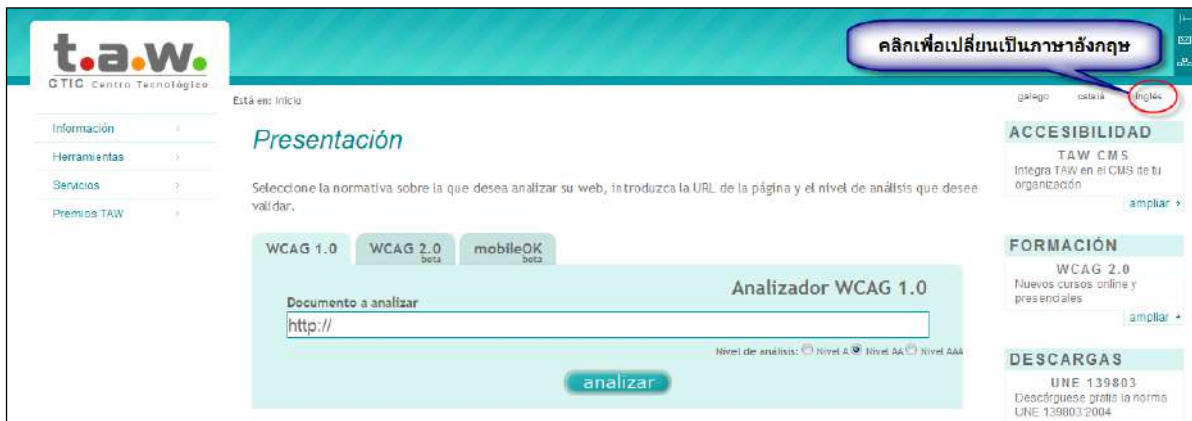 t.a.w.
CTIC Centro Tecnológico
คลิกเพื่อเปลี่ยนเป็นภาษาอังกฤษ
Está en: Inicio
galego català inglés
Información
Herramientas
Servicios
Premios TAW
Presentación
Seleccione la normativa sobre la que desea analizar su web, introduzca la URL de la página y el nivel de análisis que desee
validar.
WCAG 1.0
WCAG 2.0
beta
mobileOK
beta
Analizador WCAG 1.0
Documento a analizar
http://
Nivel de análisis: Nivel A Nivel AA Nivel AAA
analizar
ACCESIBILIDAD
TAW CMS
Integra TAW en el CMS de tu
organización
ampliar
FORMACIÓN
WCAG 2.0
Nuevos cursos online y
presenciales
ampliar
DESCARGAS
UNE 139803
Descárguese gratis la norma
UNE 139803:2004